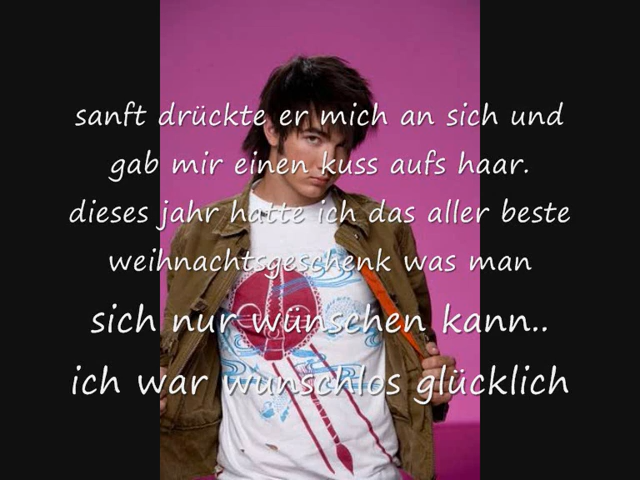 sanft drückte er mich an sich und
gab mir einen kuss aufs haar.
dieses jahr hatte ich das aller beste
weihnachtsgeschenk was man
sich nur wünschen kann..
ich war wunschlos glücklich